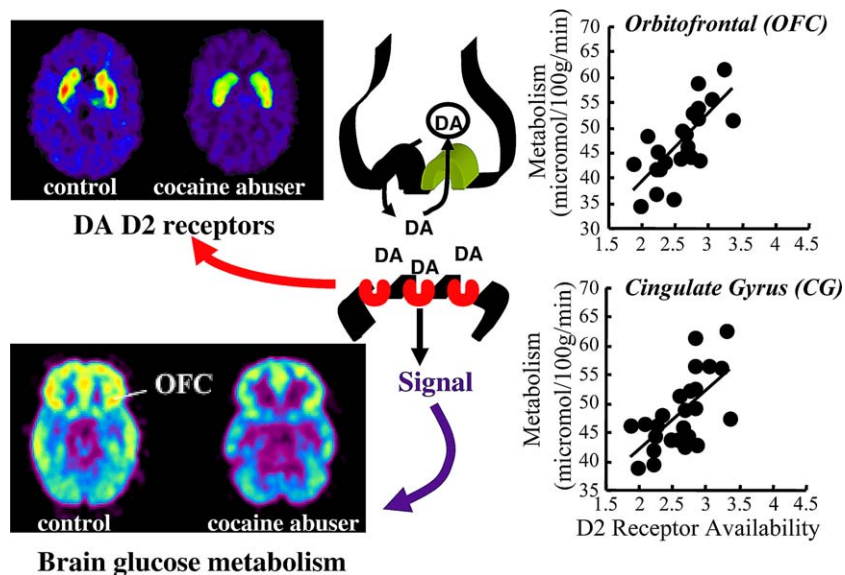 control
cocaine abuser
DA D2 receptors
OFC
control
cocaine abuser
Brain glucose metabolism
DA
DA
DA
DA
DA
Signal
Orbitofrontal (OFC)
Metabolism
(micromol/100g/min)
70
65
60
55
50
45
40
35
30
1.5 2 2.5 3 3.5 4 4.5
Cingulate Gyrus (CG)
Metabolism
(micromol/100g/min)
70
65
60
55
50
45
40
35
1.5 2 2.5 3 3.5 4 4.5
D2 Receptor Availability